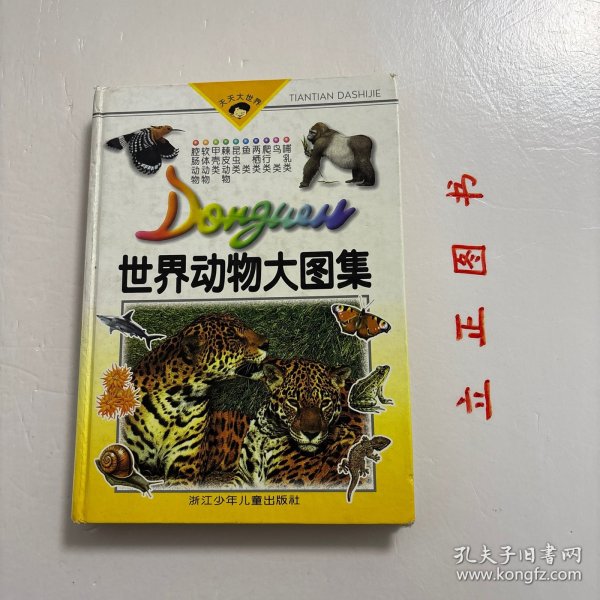 天天大世界
TIANTIAN DASHIJIE
腔肠动物
软体动物
甲壳类
棘皮动物
昆虫类
鱼类
两栖类
爬行类
鸟类
哺乳类
Dongwu
世界动物大图集
浙江少年儿童出版社
立正图书
孔夫子旧书网
www.kongfz.com